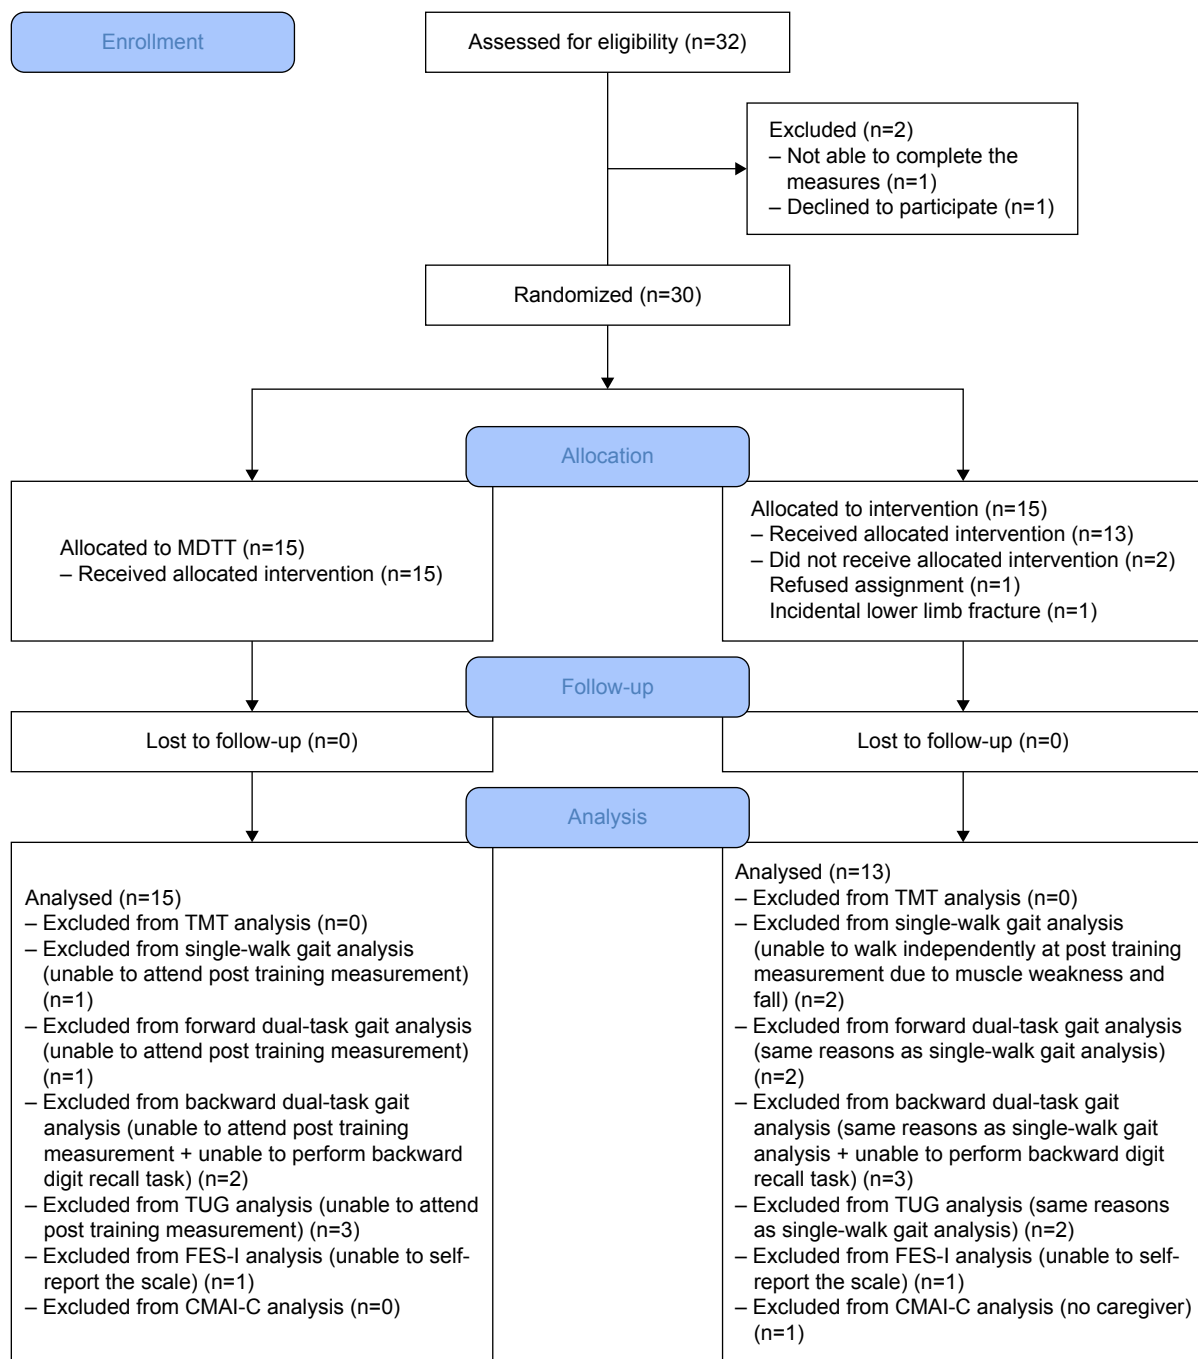 Enrollment
Assessed for eligibility (n=32)
Excluded (n=2)
– Not able to complete the
measures (n=1)
– Declined to participate (n=1)
Randomized (n=30)
Allocation
Allocated to MDTT (n=15)
– Received allocated intervention (n=15)
Allocated to intervention (n=15)
– Received allocated intervention (n=13)
– Did not receive allocated intervention (n=2)
Refused assignment (n=1)
Incidental lower limb fracture (n=1)
Follow-up
Lost to follow-up (n=0)
Lost to follow-up (n=0)
Analysis
Analysed (n=15)
– Excluded from TMT analysis (n=0)
– Excluded from single-walk gait analysis
(unable to attend post training measurement)
(n=1)
– Excluded from forward dual-task gait analysis
(unable to attend post training measurement)
(n=1)
– Excluded from backward dual-task gait
analysis (unable to attend post training
measurement + unable to perform backward
digit recall task) (n=2)
– Excluded from TUG analysis (unable to attend
post training measurement) (n=3)
– Excluded from FES-I analysis (unable to self-
report the scale) (n=1)
– Excluded from CMAI-C analysis (n=0)
Analysed (n=13)
– Excluded from TMT analysis (n=0)
– Excluded from single-walk gait analysis
(unable to walk independently at post training
measurement due to muscle weakness and
fall) (n=2)
– Excluded from forward dual-task gait analysis
(same reasons as single-walk gait analysis)
(n=2)
– Excluded from backward dual-task gait
analysis (same reasons as single-walk gait
analysis + unable to perform backward digit
recall task) (n=3)
– Excluded from TUG analysis (same reasons
as single-walk gait analysis) (n=2)
– Excluded from FES-I analysis (unable to self-
report the scale) (n=1)
– Excluded from CMAI-C analysis (no caregiver)
(n=1)